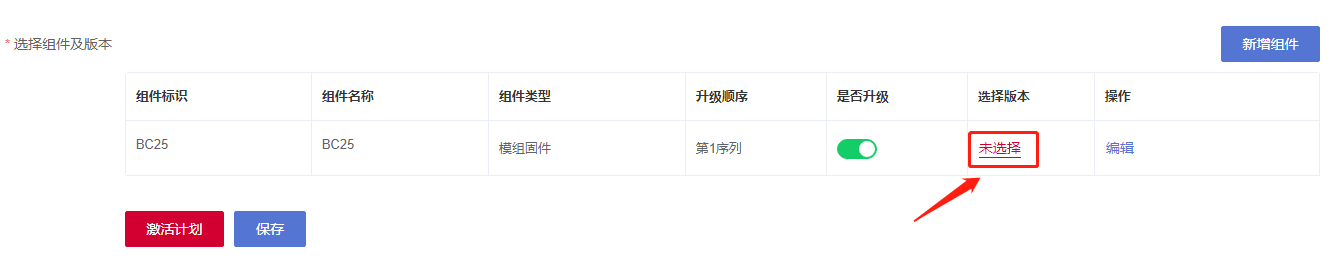 * 选择组件及版本
新增组件
组件标识 组件名称 组件类型 升级顺序 是否升级 选择版本 操作
BC25 BC25 模组固件 第1序列 未选择 编辑
激活计划 保存